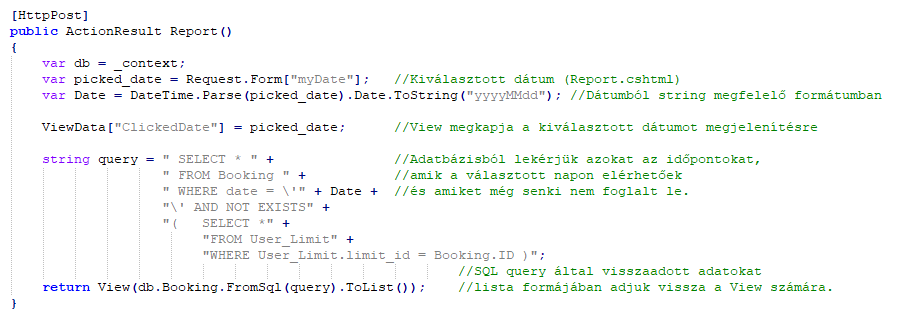 [HttpPost]
public ActionResult Report()
{
var db = _context;
var picked_date = Request.Form["myDate"]; //Kiválasztott dátum (Report.cshtml)
var Date = DateTime.Parse(picked_date).Date.ToString("yyyyMMdd"); //Dátumból string megfelelő formátumban
ViewData["ClickedDate"] = picked_date; //View megkapja a kiválasztott dátumot megjelenítésre
string query = " SELECT * " + //Adatbázisból lekérjük azokat az időpontokat,
" FROM Booking " + //amik a választott napon elérhetőek
" WHERE date = \'" + Date + //és amiket még senki nem foglalt le.
"\' AND NOT EXISTS" +
"( SELECT *" +
"FROM User_Limit" +
"WHERE User_Limit.limit_id = Booking.ID )";
//SQL query által visszaadott adatokat
return View(db.Booking.FromSql(query).ToList()); //lista formájában adjuk vissza a View számára.
}